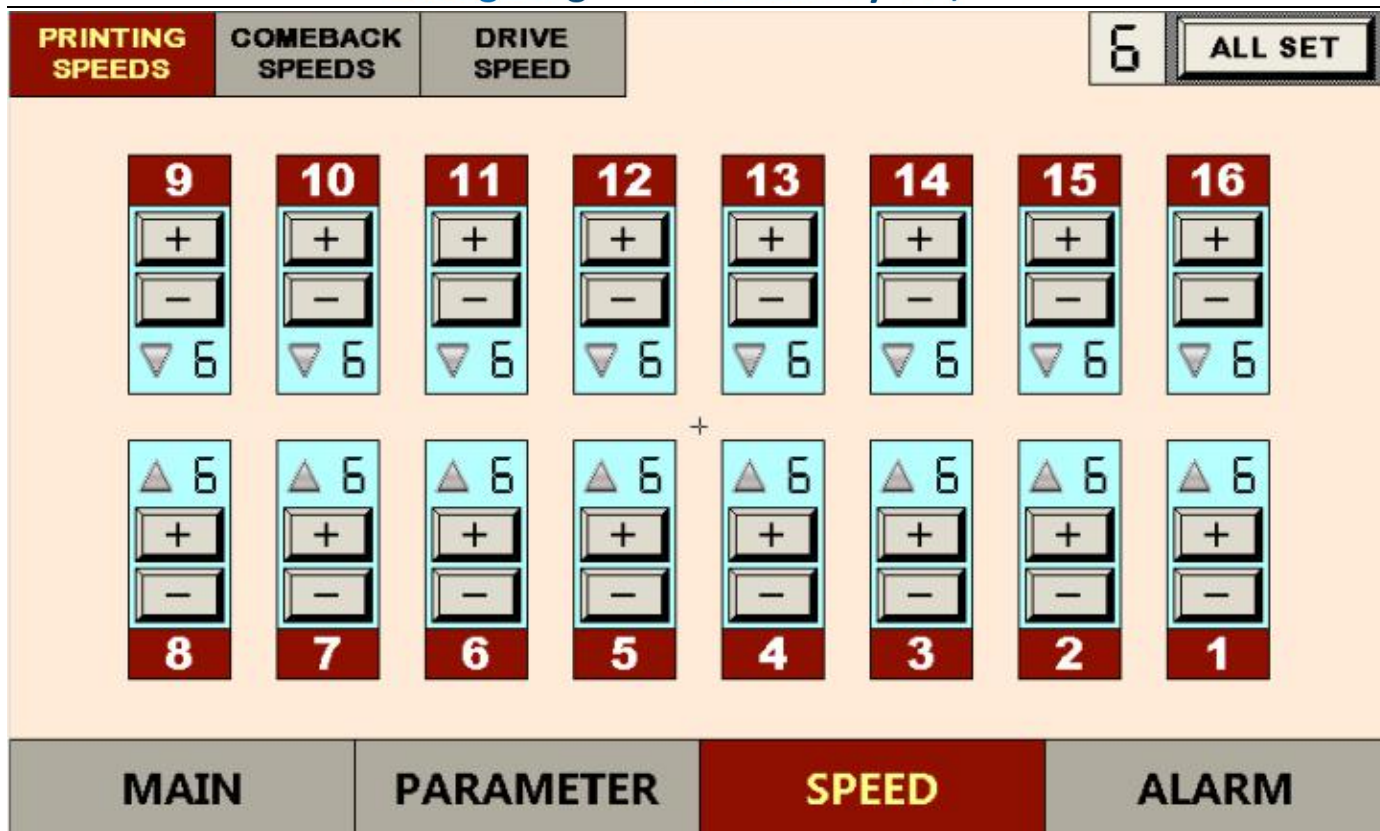 PRINTING
SPEEDS
COMEBACK
SPEEDS
DRIVE
SPEED
6
ALL SET
9 10 11 12 13 14 15 16
+ + + + + + + +
- - - - - - - -
6 6 6 6 6 6 6 6
6 6 6 6 6 6 6 6
+ + + + + + + +
- - - - - - - -
8 7 6 5 4 3 2 1
MAIN PARAMETER SPEED ALARM